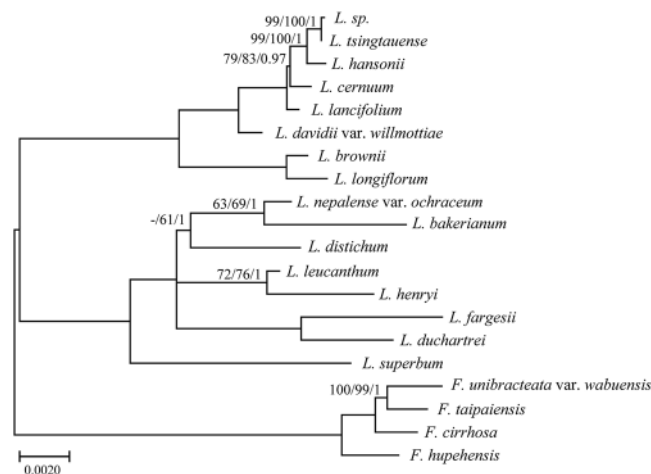 99/100/1
L. sp.
99/100/1
L. tsingtauense
79/83/0.97
L. hansonii
L. cernuum
L. lancifolium
L. davidii var. willmottiae
L. brownii
L. longiflorum
63/69/1
L. nepalense var. ochraceum
-/61/1
L. bakerianum
L. distichum
72/76/1
L. leucanthum
L. henryi
L. fargesii
L. duchartrei
L. superbum
100/99/1
F. unibracteata var. wabuensis
F. taipaiensis
F. cirrhosa
F. hupehensis
0.0020